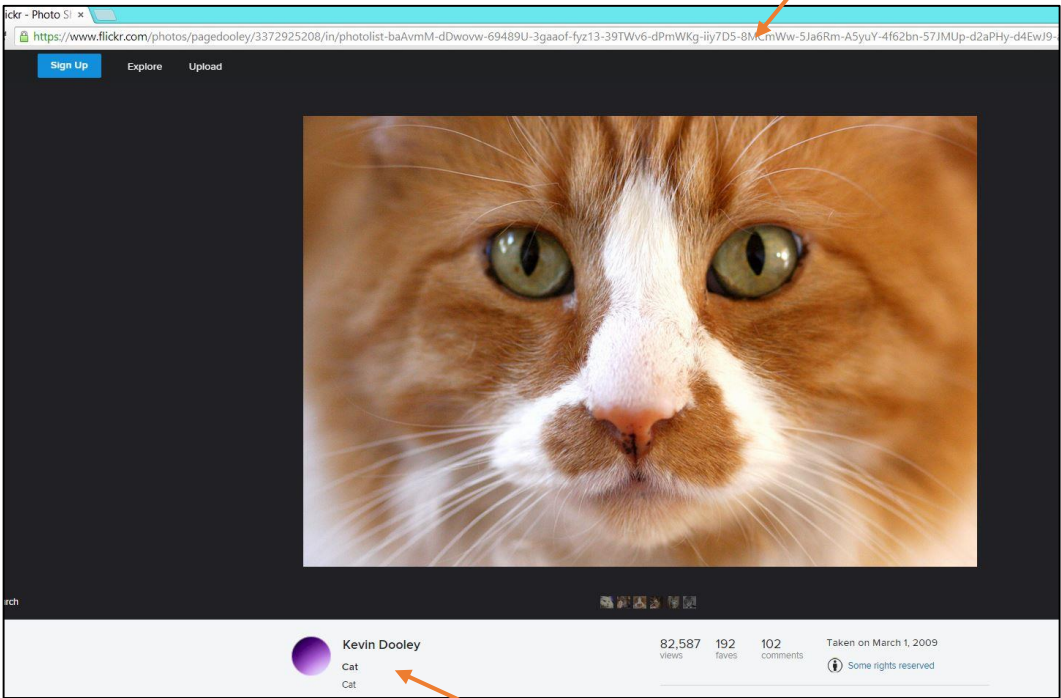 ickr - Photo Sl ×
https://www.flickr.com/photos/pagedooley/3372925208/in/photolist-baAvmM-dDwovw-69489U-3gaaof-fyz13-39TWv6-dPmWKg-iiy7D5-8MCmWw-5Ja6Rm-A5yuY-4f62bn-57JMUp-d2aPHy-d4EwJ9-
Sign Up Explore Upload
rch
Kevin Dooley
Cat
Cat
82,587 192 102
views faves comments
Taken on March 1, 2009
Some rights reserved